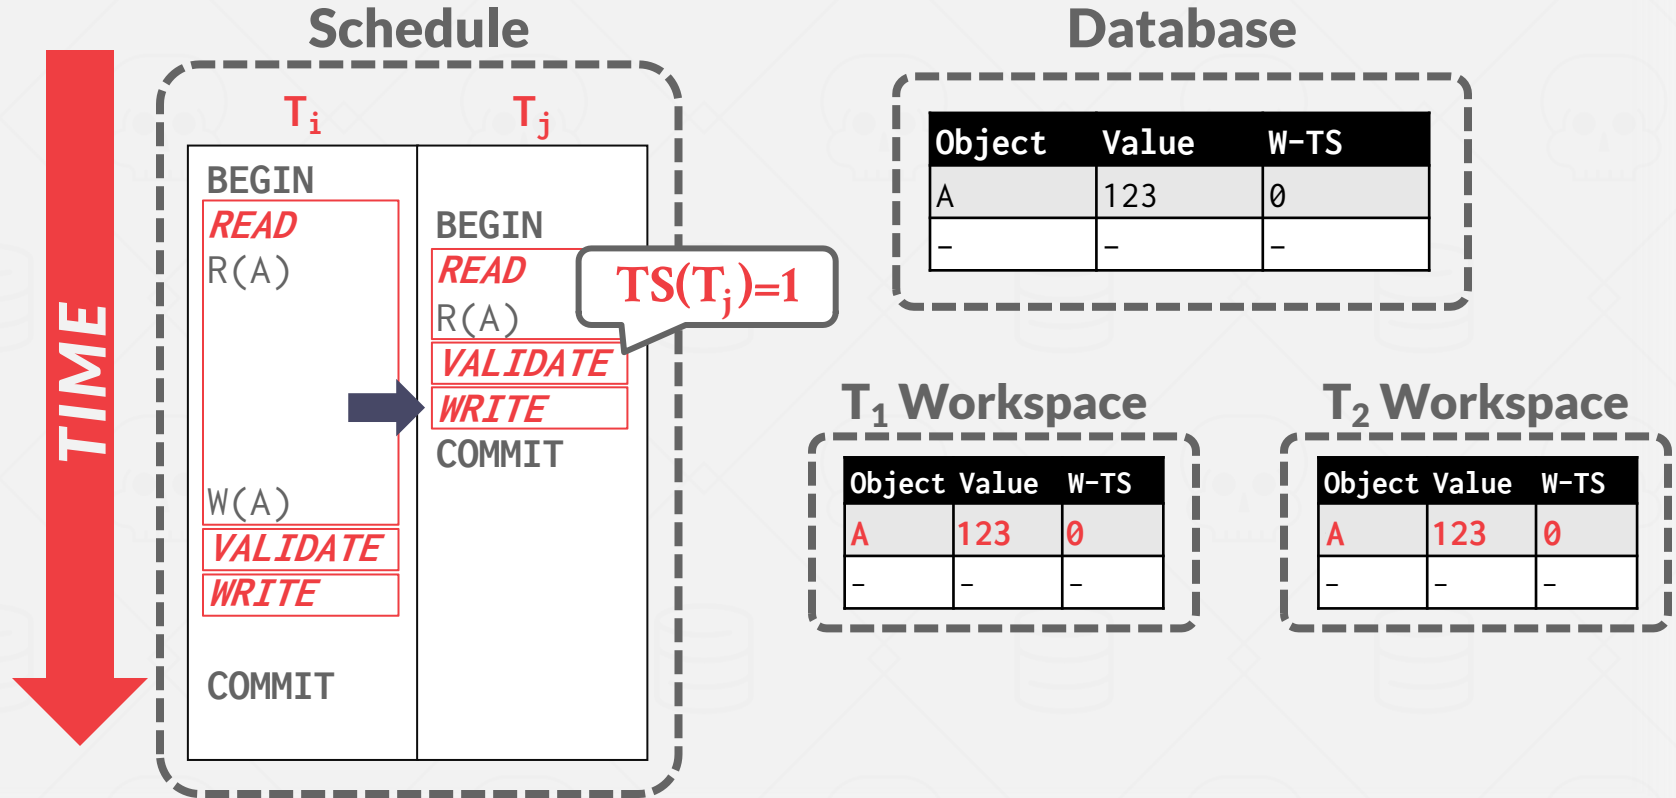 Schedule
Database
TIME
Ti Tj
BEGIN
READ
R(A)
W(A)
VALIDATE
WRITE
COMMIT
BEGIN
READ
R(A)
VALIDATE
WRITE
COMMIT
TS(Tj)=1
Object Value W-TS
A 123 0
- - -
T1 Workspace
Object Value W-TS
A 123 0
- - -
T2 Workspace
Object Value W-TS
A 123 0
- - -